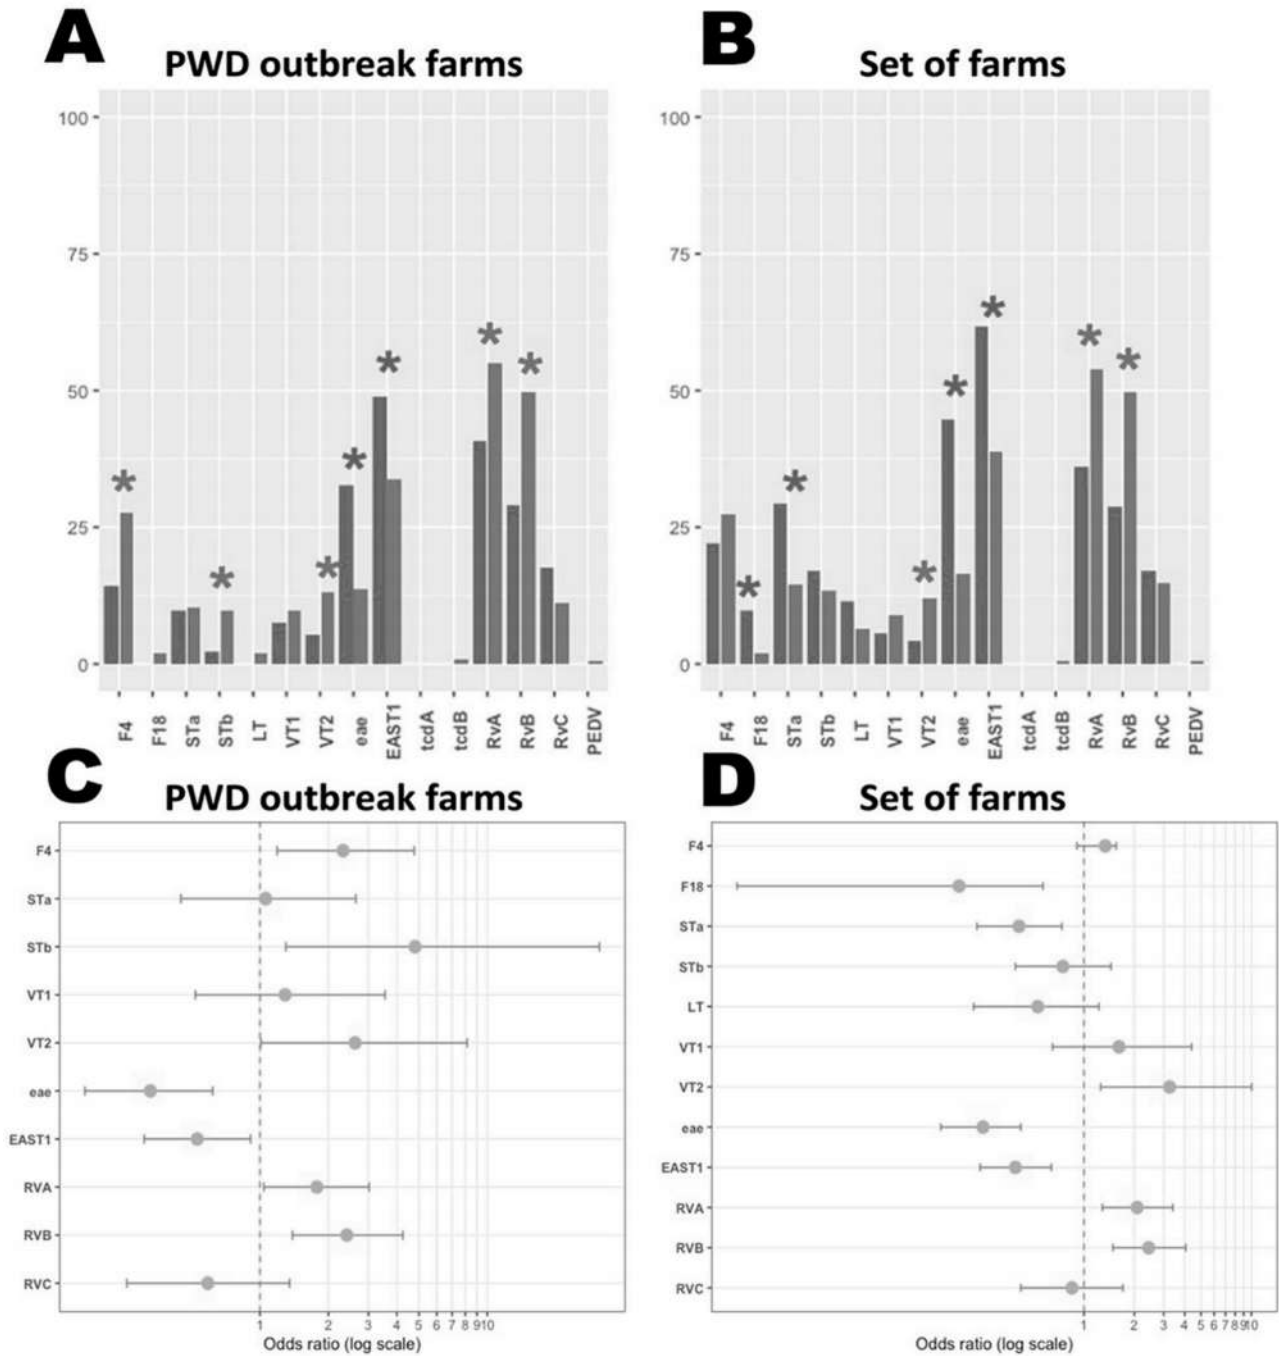 A PWD outbreak farms
100
75
50
25
0
* * * * * * *
F4 F18 STa STb LT VT1 VT2 eae EAST1 tcdA tcdB RvA RvB RvC PEDV
B Set of farms
100
75
50
25
0
* * * * * * *
F4 F18 STa STb LT VT1 VT2 eae EAST1 tcdA tcdB RvA RvB RvC PEDV
C PWD outbreak farms
F4
STa
STb
VT1
VT2
eae
EAST1
RVA
RVB
RVC
1 2 3 4 5 6 7 8 9 10
Odds ratio (log scale)
D Set of farms
F4
F18
STa
STb
LT
VT1
VT2
eae
EAST1
RVA
RVB
RVC
1 2 3 4 5 6 7 8 9 10
Odds ratio (log scale)